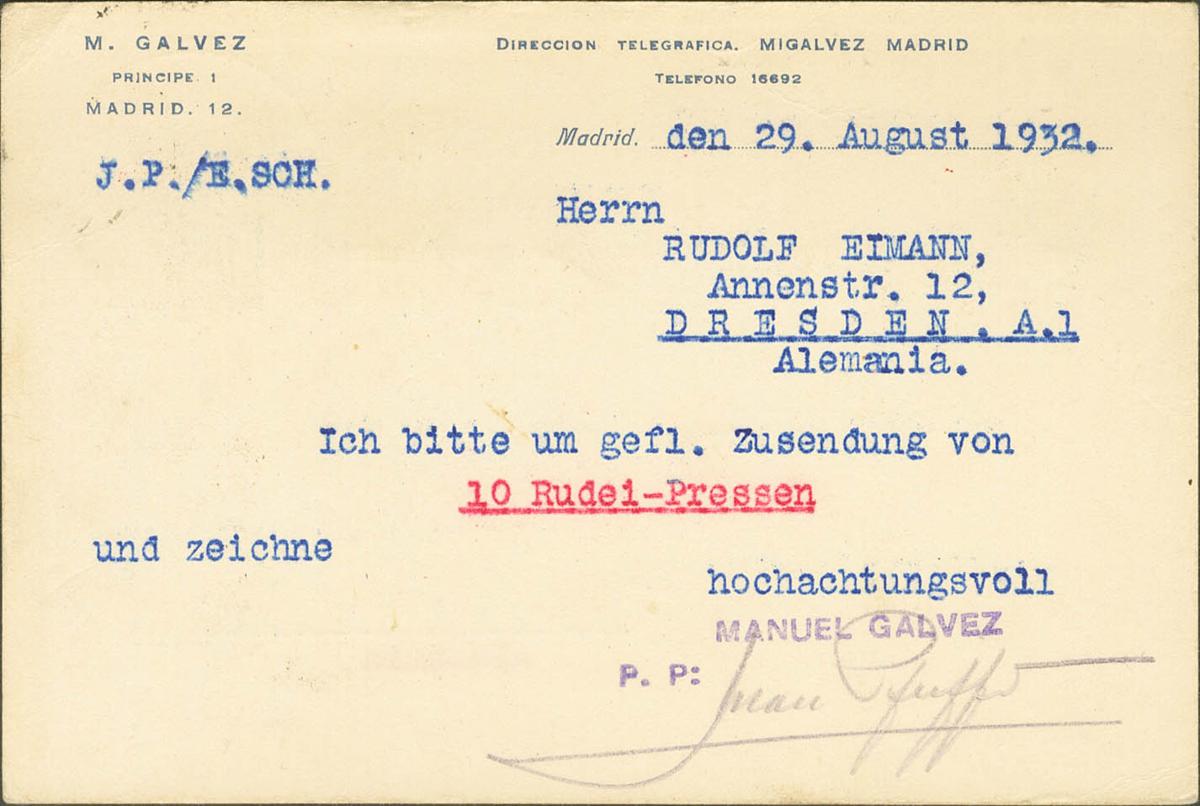 M. GALVEZ
PRINCIPE 1
MADRID. 12.
DIRECCION TELEGRAFICA. MIGALVEZ MADRID
TELEFONO 16692
Madrid. den 29. August 1932.
J.P./E.SCH.
Herrn
RUDOLF EIMANN,
Annenstr. 12,
DRESDEN. A.1
Alemania.
Ich bitte um gefl. Zusendung von
10 Rudei-Pressen
und zeichne
hochachtungsvoll
MANUEL GALVEZ
P. P: Juan